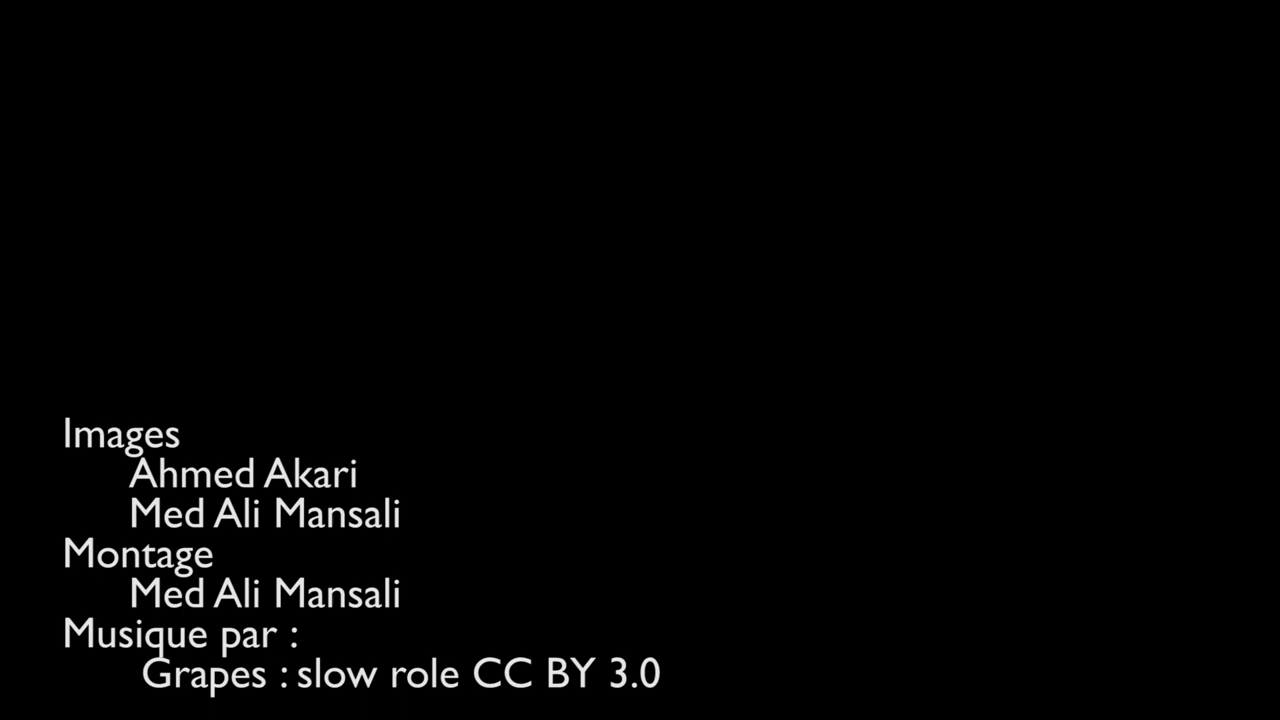 Images
Ahmed Akari
Med Ali Mansali
Montage
Med Ali Mansali
Musique par :
Grapes : slow role CC BY 3.0